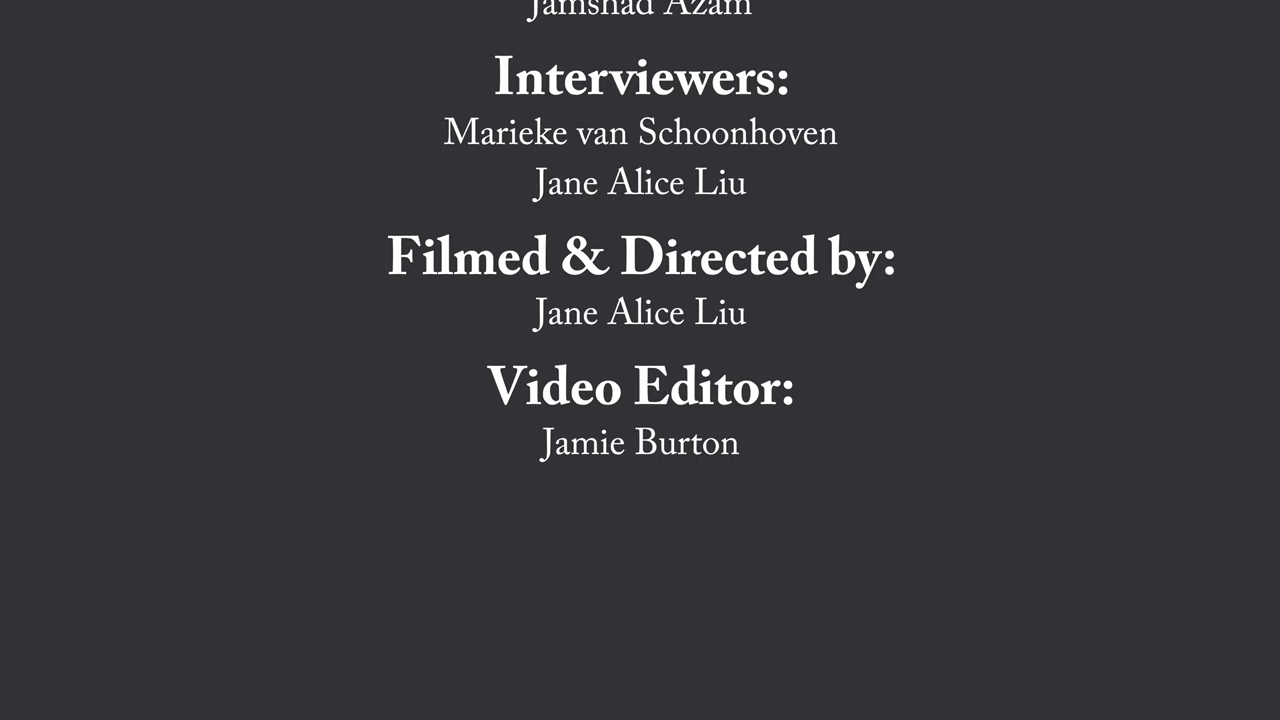 Jamshad Azam
Interviewers:
Marieke van Schoonhoven
Jane Alice Liu
Filmed & Directed by:
Jane Alice Liu
Video Editor:
Jamie Burton